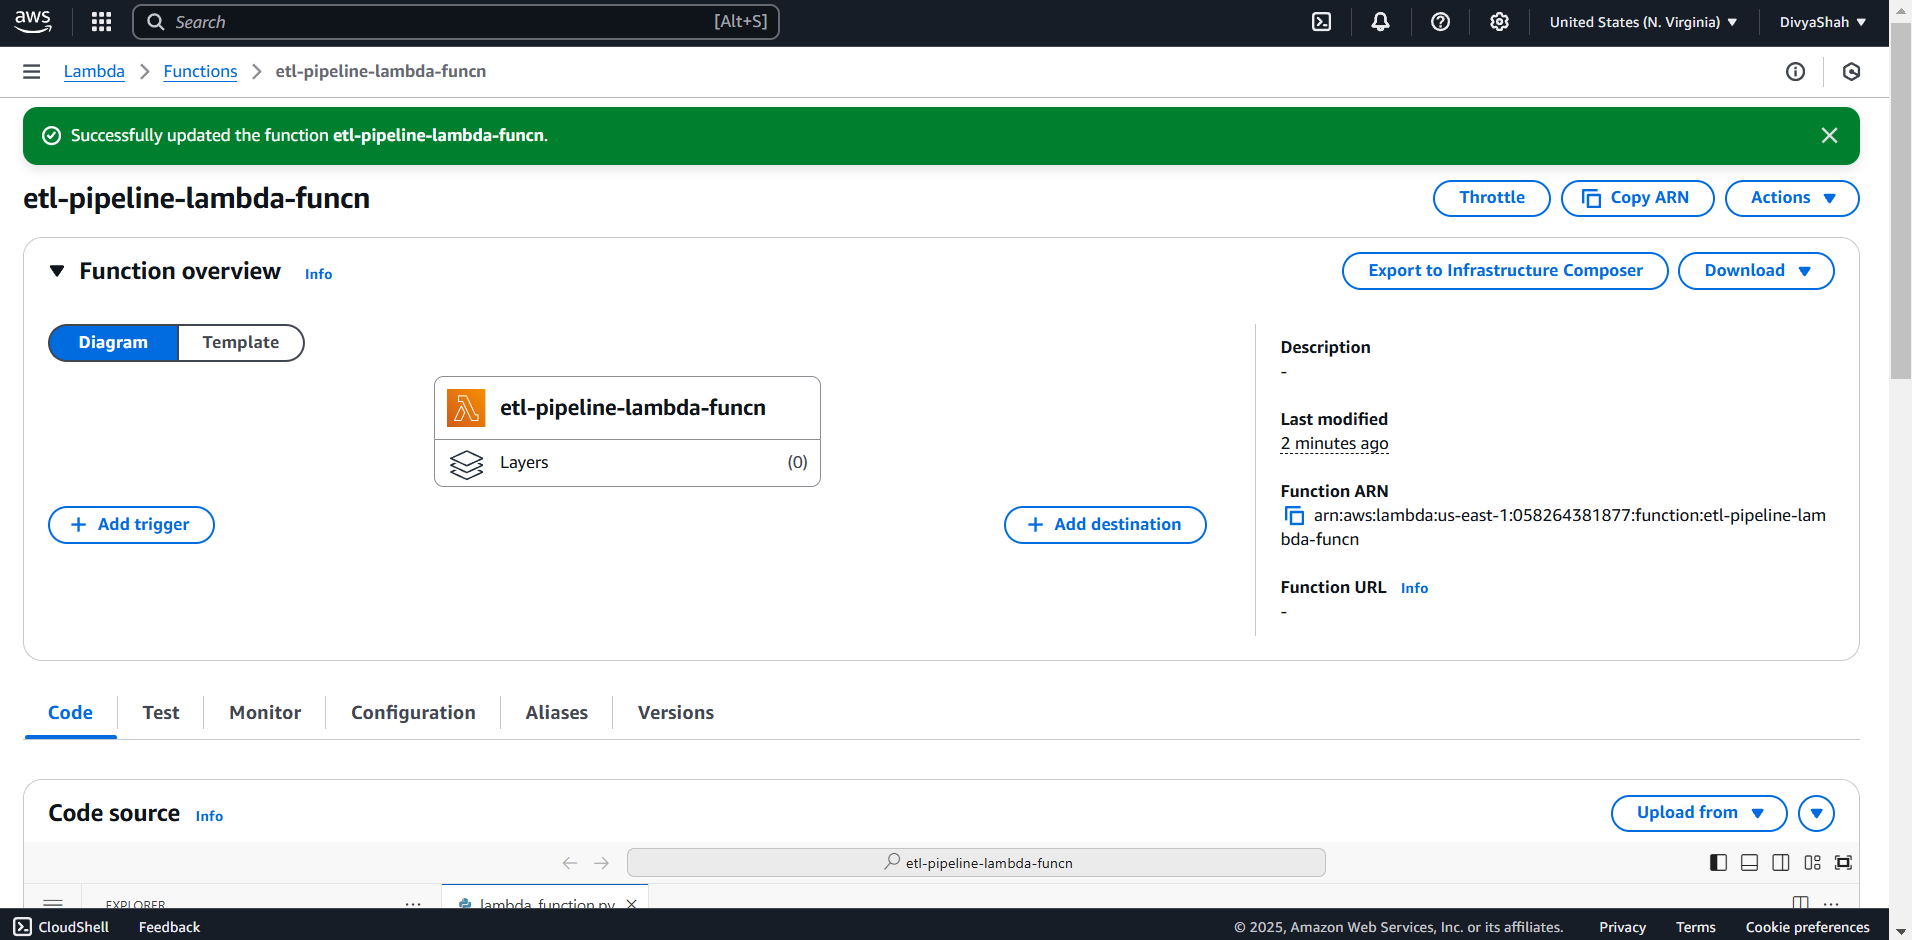 aws
Search [Alt+S]
United States (N. Virginia)
DivyaShah
Lambda
Functions
etl-pipeline-lambda-funcn
Successfully updated the function etl-pipeline-lambda-funcn.
etl-pipeline-lambda-funcn
Throttle
Copy ARN
Actions
Function overview
Info
Export to Infrastructure Composer
Download
Diagram
Template
etl-pipeline-lambda-funcn
Layers
(0)
+ Add trigger
+ Add destination
Description
-
Last modified
2 minutes ago
Function ARN
arn:aws:lambda:us-east-1:058264381877:function:etl-pipeline-lam
bda-funcn
Function URL
Info
-
Code
Test
Monitor
Configuration
Aliases
Versions
Code source
Info
Upload from
etl-pipeline-lambda-funcn
EXPLORER
...
lambda_function.py
...
CloudShell
Feedback
© 2025, Amazon Web Services, Inc. or its affiliates.
Privacy
Terms
Cookie preferences